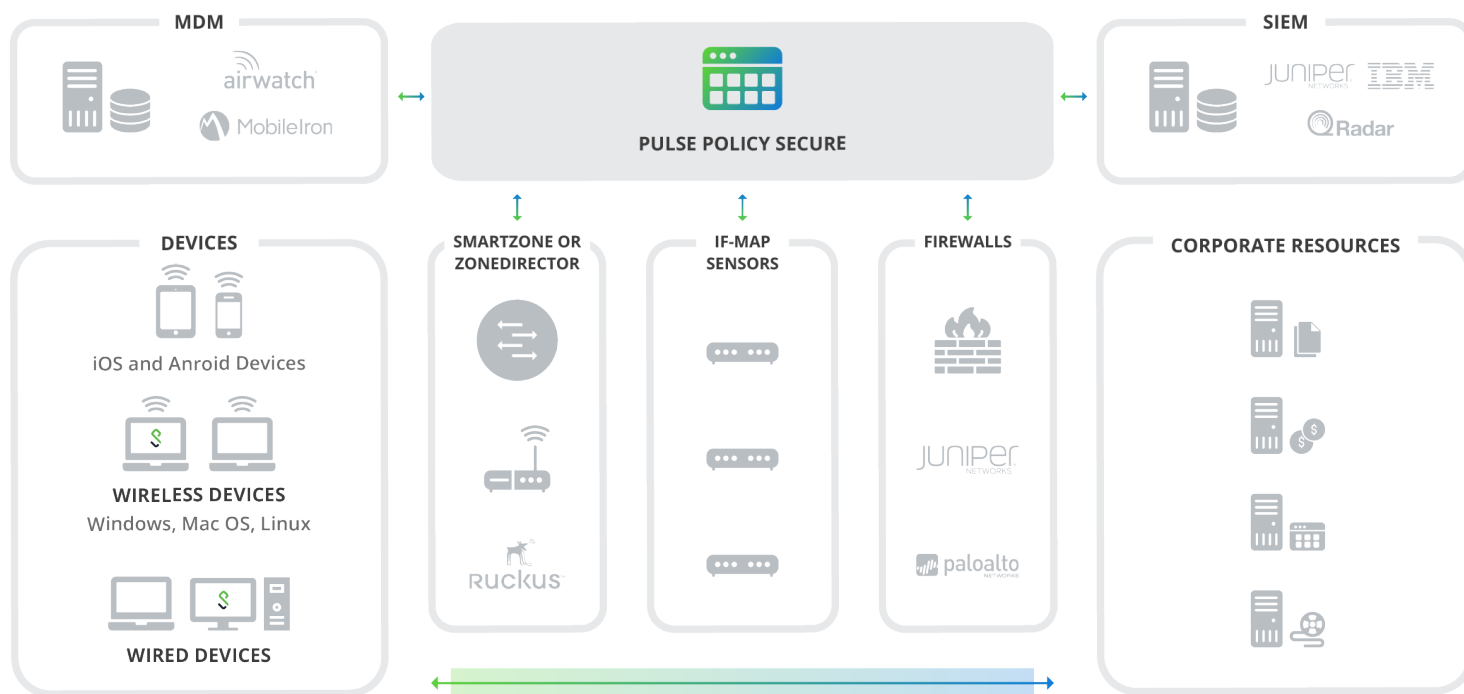 MDM
airwatch
MobileIron
PULSE POLICY SECURE
SIEM
JUNIPER
NETWORKS
IBM
QRadar
DEVICES
iOS and Anroid Devices
WIRELESS DEVICES
Windows, Mac OS, Linux
WIRED DEVICES
SMARTZONE OR
ZONEDIRECTOR
RUCKUS
IF-MAP
SENSORS
FIREWALLS
JUNIPER
NETWORKS
paloalto
NETWORKS
CORPORATE RESOURCES
$ $